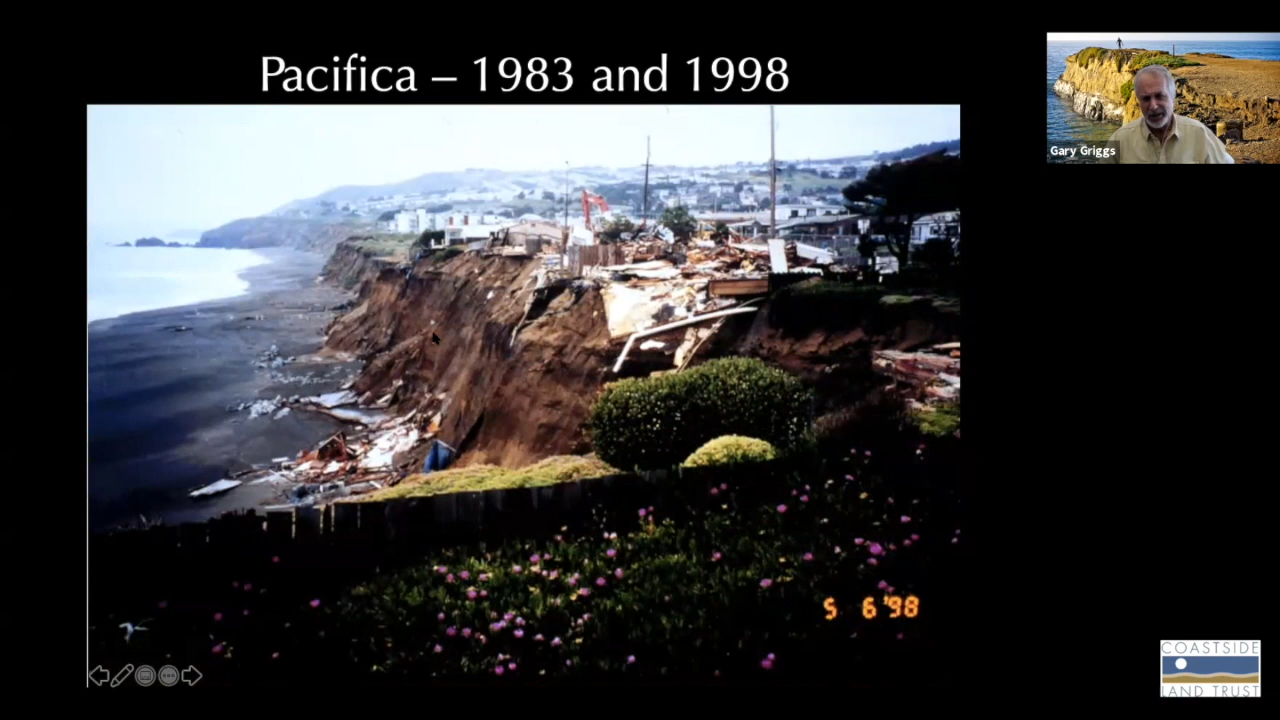 Pacifica – 1983 and 1998
Gary Griggs
5 6'98
COASTSIDE
LAND TRUST